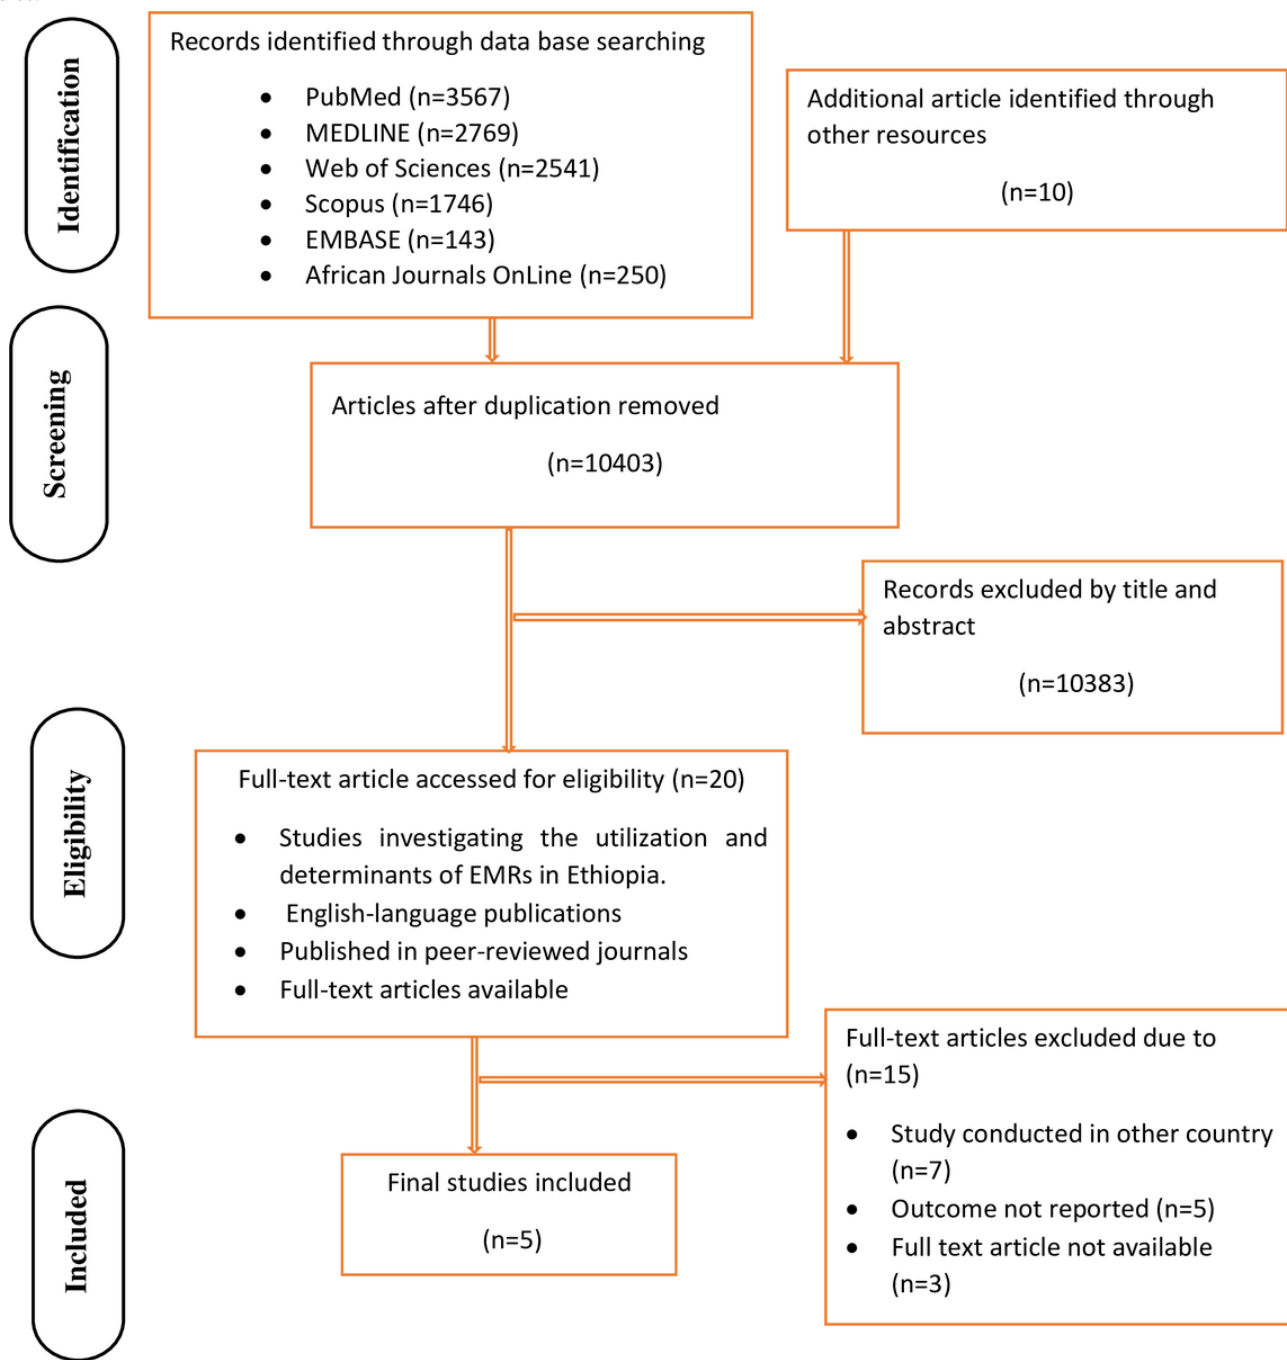 Identification
Records identified through data base searching
• PubMed (n=3567)
• MEDLINE (n=2769)
• Web of Sciences (n=2541)
• Scopus (n=1746)
• EMBASE (n=143)
• African Journals OnLine (n=250)
Additional article identified through
other resources
(n=10)
Screening
Articles after duplication removed
(n=10403)
Records excluded by title and
abstract
(n=10383)
Eligibility
Full-text article accessed for eligibility (n=20)
• Studies investigating the utilization and
determinants of EMRs in Ethiopia.
• English-language publications
• Published in peer-reviewed journals
• Full-text articles available
Full-text articles excluded due to
(n=15)
• Study conducted in other country
(n=7)
• Outcome not reported (n=5)
• Full text article not available
(n=3)
Included
Final studies included
(n=5)